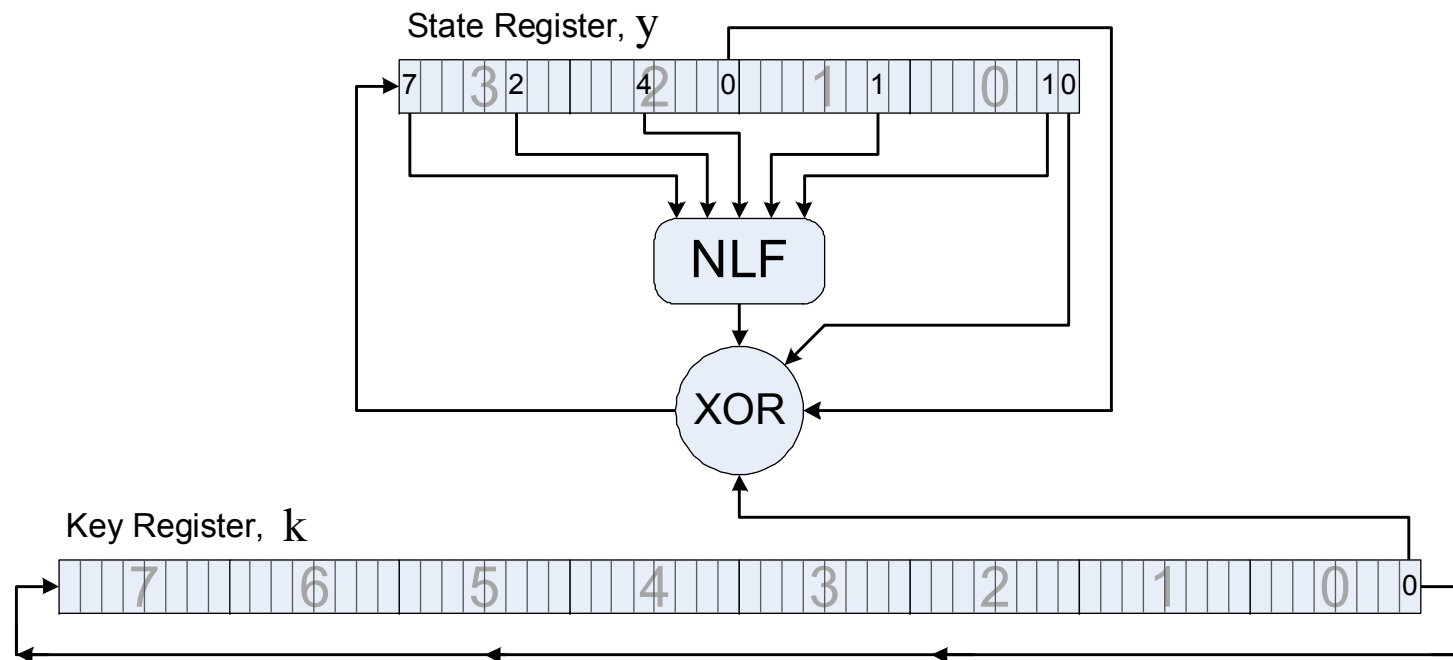 State Register, y
7 3 2 4 2 0 1 1 0 1 0
NLF
XOR
Key Register, k
7 6 5 4 3 2 1 0 0